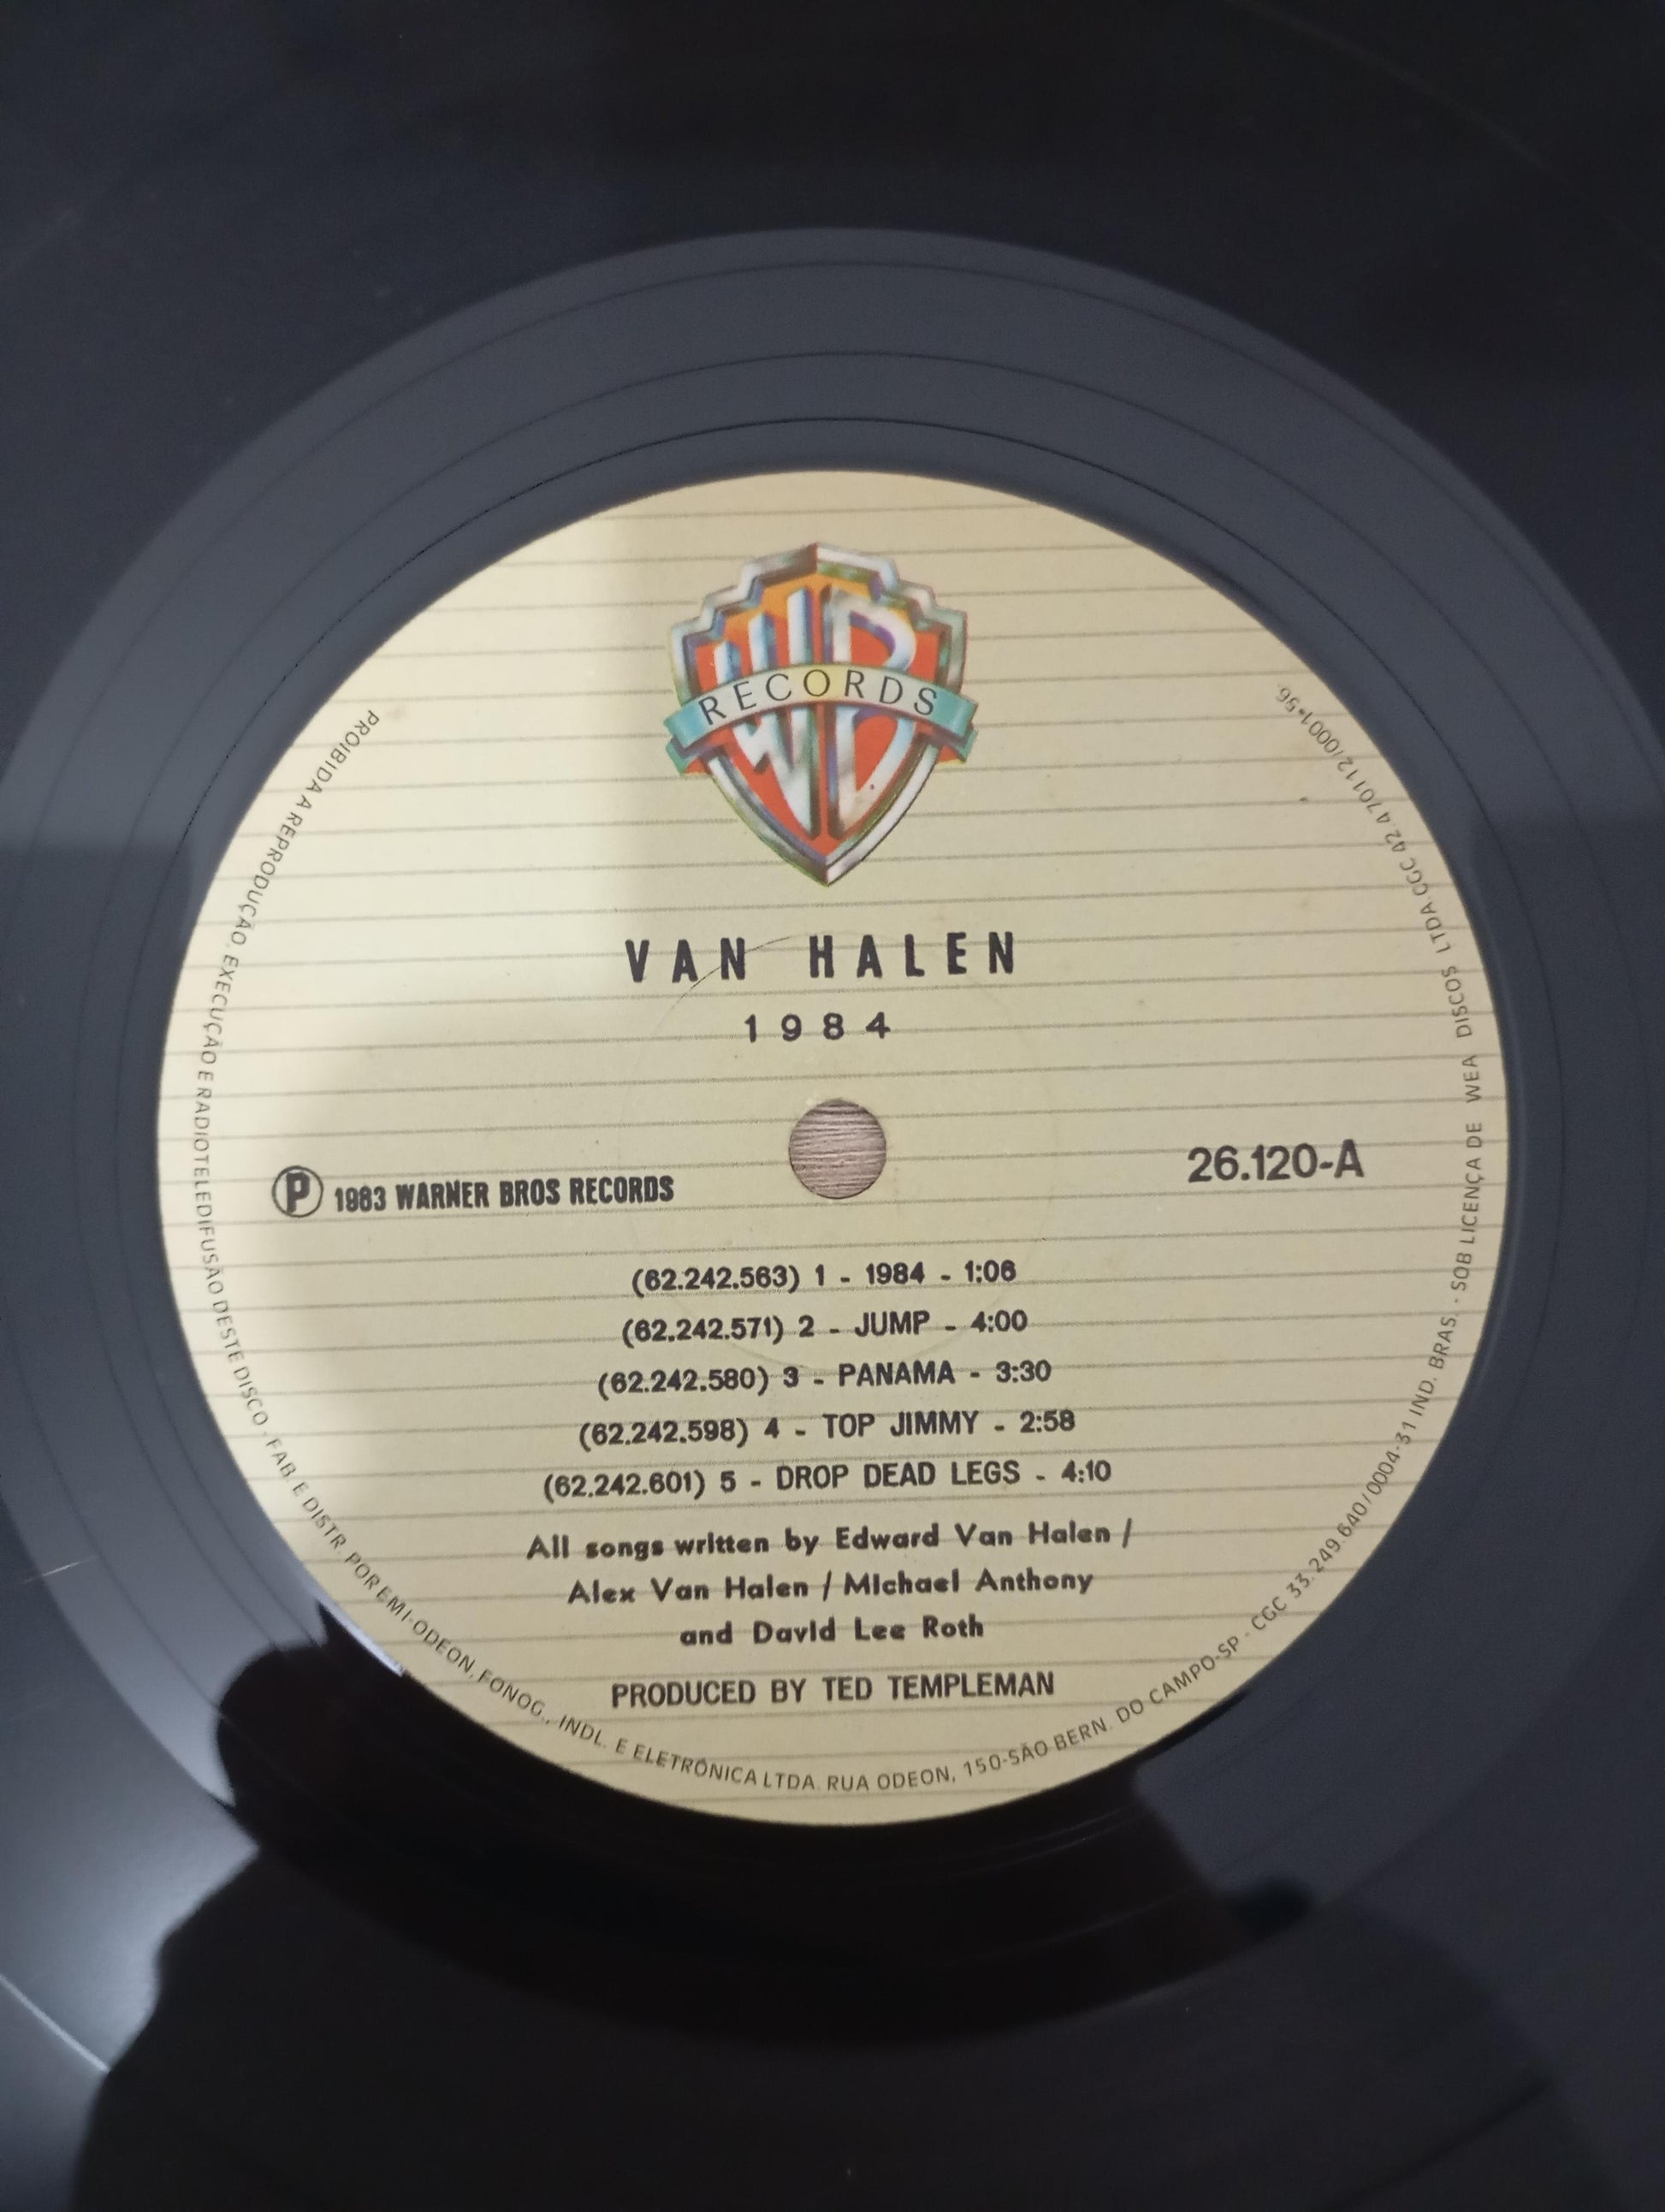 WB
RECORDS
VAN HALEN
1984
Ⓟ 1983 WARNER BROS RECORDS
26.120-A
(62.242.563) 1 - 1984 - 1:06
(62.242.571) 2 - JUMP - 4:00
(62.242.580) 3 - PANAMA - 3:30
(62.242.598) 4 - TOP JIMMY - 2:58
(62.242.601) 5 - DROP DEAD LEGS - 4:10
All songs written by Edward Van Halen /
Alex Van Halen / Michael Anthony
and David Lee Roth
PRODUCED BY TED TEMPLEMAN
PROIBIDA A REPRODUÇÃO, EXECUÇÃO E RADIOTELEDIFUSÃO DESTE DISCO . FAB. E DISTR. POR EMI-ODEON, FONOG., INDL. E ELETRÔNICA LTDA. RUA ODEON, 150-SÃO BERN. DO CAMPO-SP - CGC 33.249.640/0004-31 IND. BRAS. - SOB LICENÇA DE WEA DISCOS LTDA. CGC 42.470112/0001-56